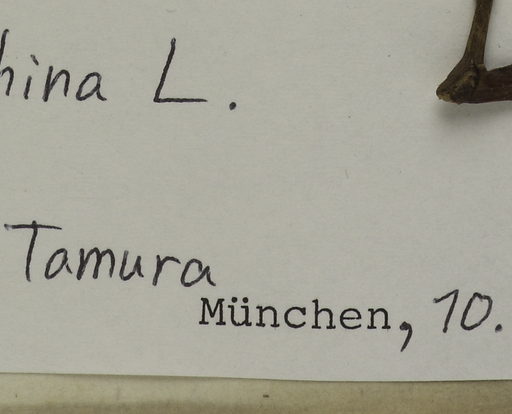 hina L.
Tamura
München, 10.